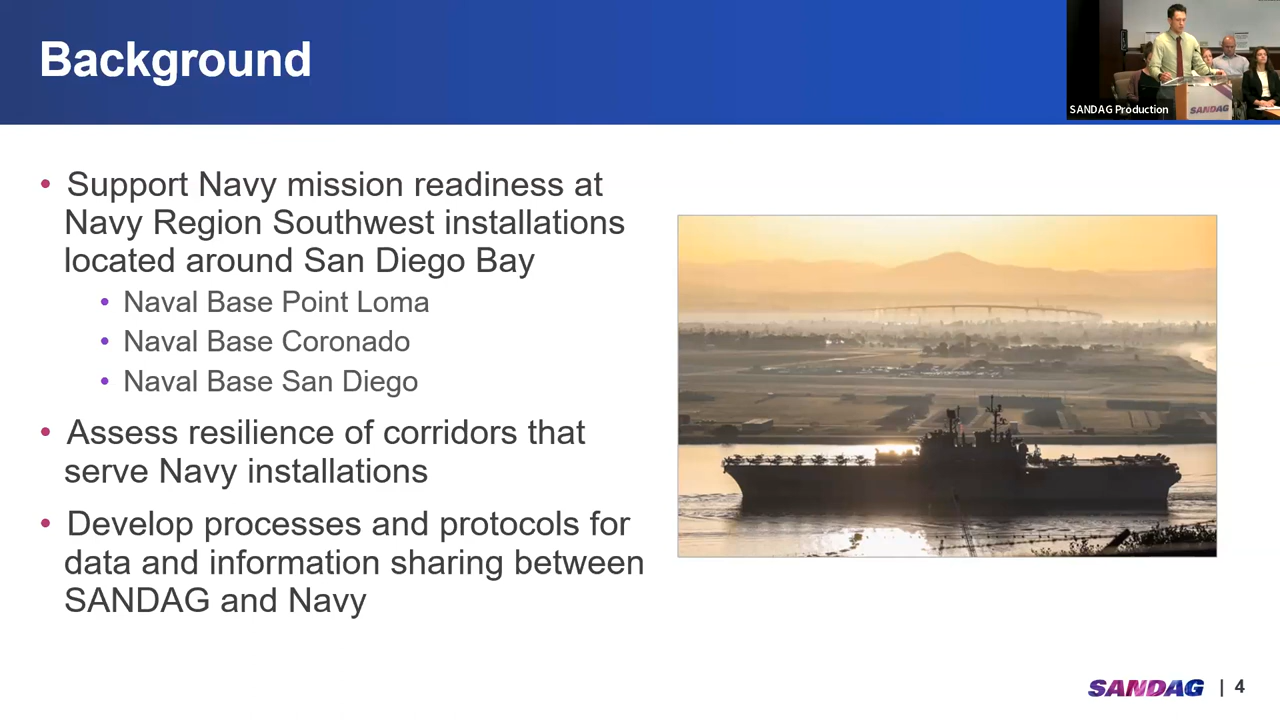 Background
SANDAG Production
SANDAG
• Support Navy mission readiness at
Navy Region Southwest installations
located around San Diego Bay
• Naval Base Point Loma
• Naval Base Coronado
• Naval Base San Diego
• Assess resilience of corridors that
serve Navy installations
• Develop processes and protocols for
data and information sharing between
SANDAG and Navy
SANDAG | 4